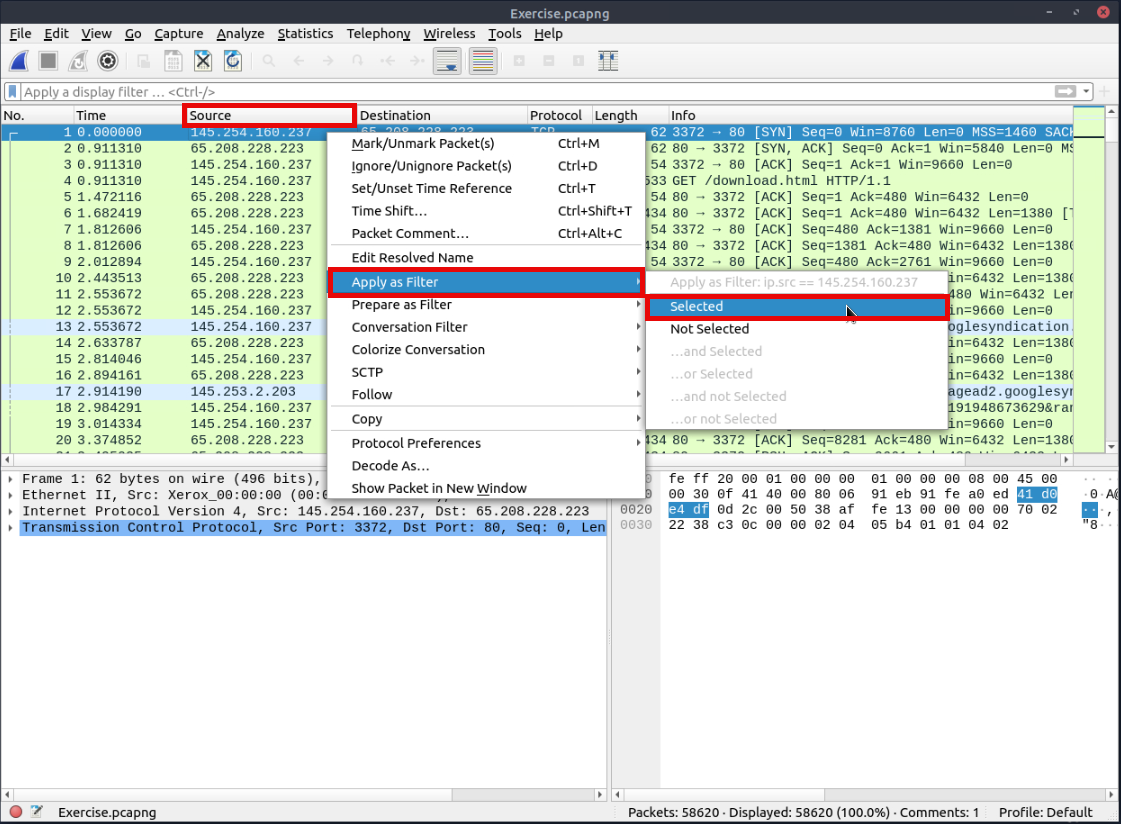 Exercise.pcapng
File Edit View Go Capture Analyze Statistics Telephony Wireless Tools Help
Apply a display filter … <Ctrl-/>
No. Time Source Destination Protocol Length Info
1 0.000000 145.254.160.237 65.208.228.223 TCP 62 3372 → 80 [SYN] Seq=0 Win=8760 Len=0 MSS=1460 SACK
2 0.911310 65.208.228.223 62 80 → 3372 [SYN, ACK] Seq=0 Ack=1 Win=5840 Len=0 MS
3 0.911310 145.254.160.237 54 3372 → 80 [ACK] Seq=1 Ack=1 Win=9660 Len=0
4 0.911310 145.254.160.237 533 GET /download.html HTTP/1.1
5 1.472116 65.208.228.223 54 80 → 3372 [ACK] Seq=1 Ack=480 Win=6432 Len=0
6 1.682419 65.208.228.223 434 80 → 3372 [ACK] Seq=1 Ack=480 Win=6432 Len=1380 [T
7 1.812606 145.254.160.237 54 3372 → 80 [ACK] Seq=480 Ack=1381 Win=9660 Len=0
8 1.812606 65.208.228.223 434 80 → 3372 [ACK] Seq=1381 Ack=480 Win=6432 Len=1380
9 2.012894 145.254.160.237 54 3372 → 80 [ACK] Seq=480 Ack=2761 Win=9660 Len=0
10 2.443513 65.208.228.223 in=6432 Len=1380
11 2.553672 65.208.228.223 480 Win=6432 Len=
12 2.553672 145.254.160.237 in=9660 Len=0
13 2.553672 145.254.160.237 oglesyndication.
14 2.633787 65.208.228.223 in=6432 Len=1380
15 2.814046 145.254.160.237 in=9660 Len=0
16 2.894161 65.208.228.223 in=6432 Len=1380
17 2.914190 145.253.2.203 agead2.googlesyn
18 2.984291 145.254.160.237 191948673629&ran
19 3.014334 145.254.160.237 in=9660 Len=0
20 3.374852 65.208.228.223 434 80 → 3372 [ACK] Seq=8281 Ack=480 Win=6432 Len=1380
Mark/Unmark Packet(s) Ctrl+M
Ignore/Unignore Packet(s) Ctrl+D
Set/Unset Time Reference Ctrl+T
Time Shift… Ctrl+Shift+T
Packet Comment… Ctrl+Alt+C
Edit Resolved Name
Apply as Filter
Prepare as Filter
Conversation Filter
Colorize Conversation
SCTP
Follow
Copy
Protocol Preferences
Decode As…
Show Packet in New Window
Apply as Filter: ip.src == 145.254.160.237
Selected
Not Selected
…and Selected
…or Selected
…and not Selected
…or not Selected
Frame 1: 62 bytes on wire (496 bits),
Ethernet II, Src: Xerox_00:00:00 (00:
Internet Protocol Version 4, Src: 145.254.160.237, Dst: 65.208.228.223
Transmission Control Protocol, Src Port: 3372, Dst Port: 80, Seq: 0, Len
fe ff 20 00 01 00 00 00 01 00 00 00 08 00 45 00
00 30 0f 41 40 00 80 06 91 eb 91 fe a0 ed 41 d0 ·0·A@
0020 e4 df 0d 2c 00 50 38 af fe 13 00 00 00 00 70 02 ···,
0030 22 38 c3 0c 00 00 02 04 05 b4 01 01 04 02 "8··
Exercise.pcapng
Packets: 58620 · Displayed: 58620 (100.0%) · Comments: 1 Profile: Default